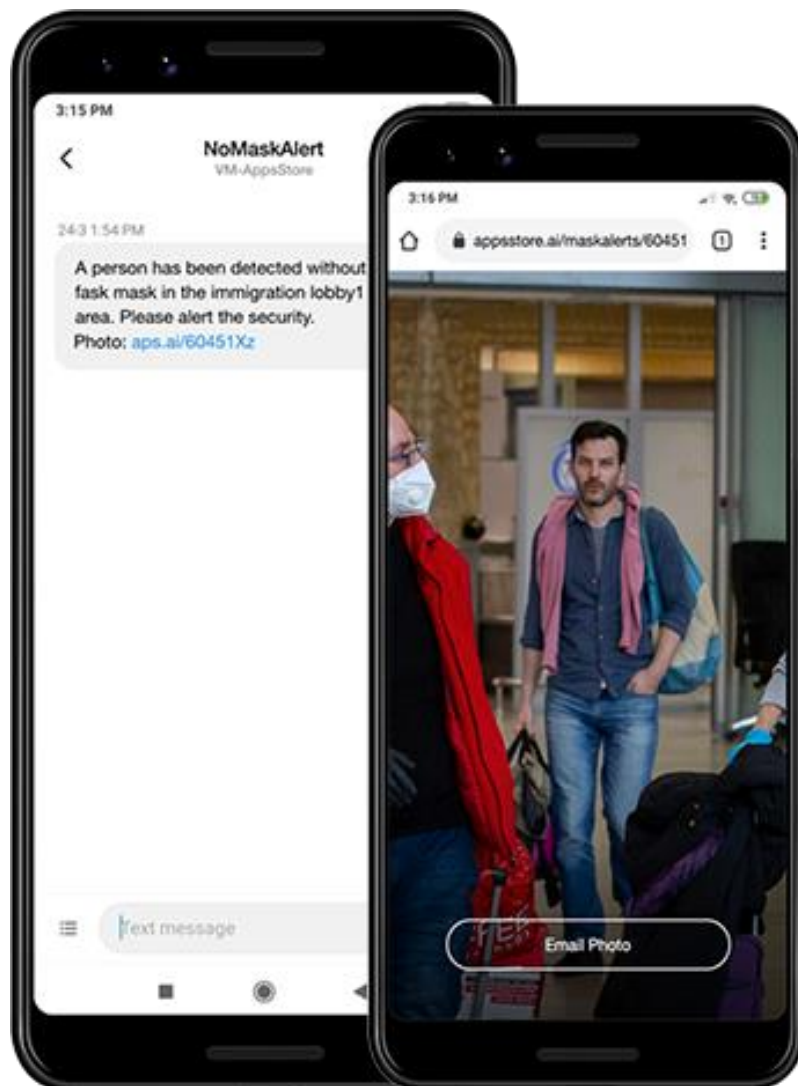 3:15 PM
NoMaskAlert
VM-AppsStore
24-3 1:54 PM
A person has been detected without
fask mask in the immigration lobby1
area. Please alert the security.
Photo: aps.ai/60451Xz
Text message
3:16 PM
appsstore.ai/maskalerts/60451
1
Email Photo